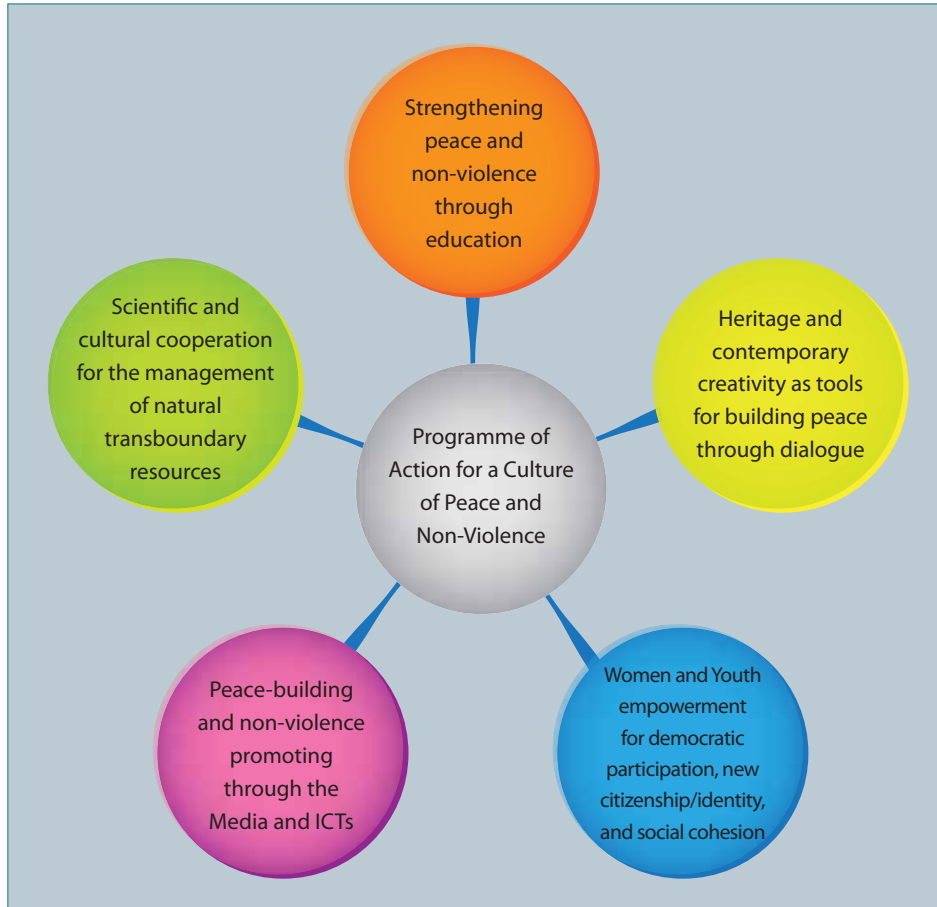 Strengthening
peace and
non-violence
through
education
Scientific and
cultural cooperation
for the management
of natural
transboundary
resources
Heritage and
contemporary
creativity as tools
for building peace
through dialogue
Programme of
Action for a Culture
of Peace and
Non-Violence
Peace-building
and non-violence
promoting
through the
Media and ICTs
Women and Youth
empowerment
for democratic
participation, new
citizenship/identity,
and social cohesion